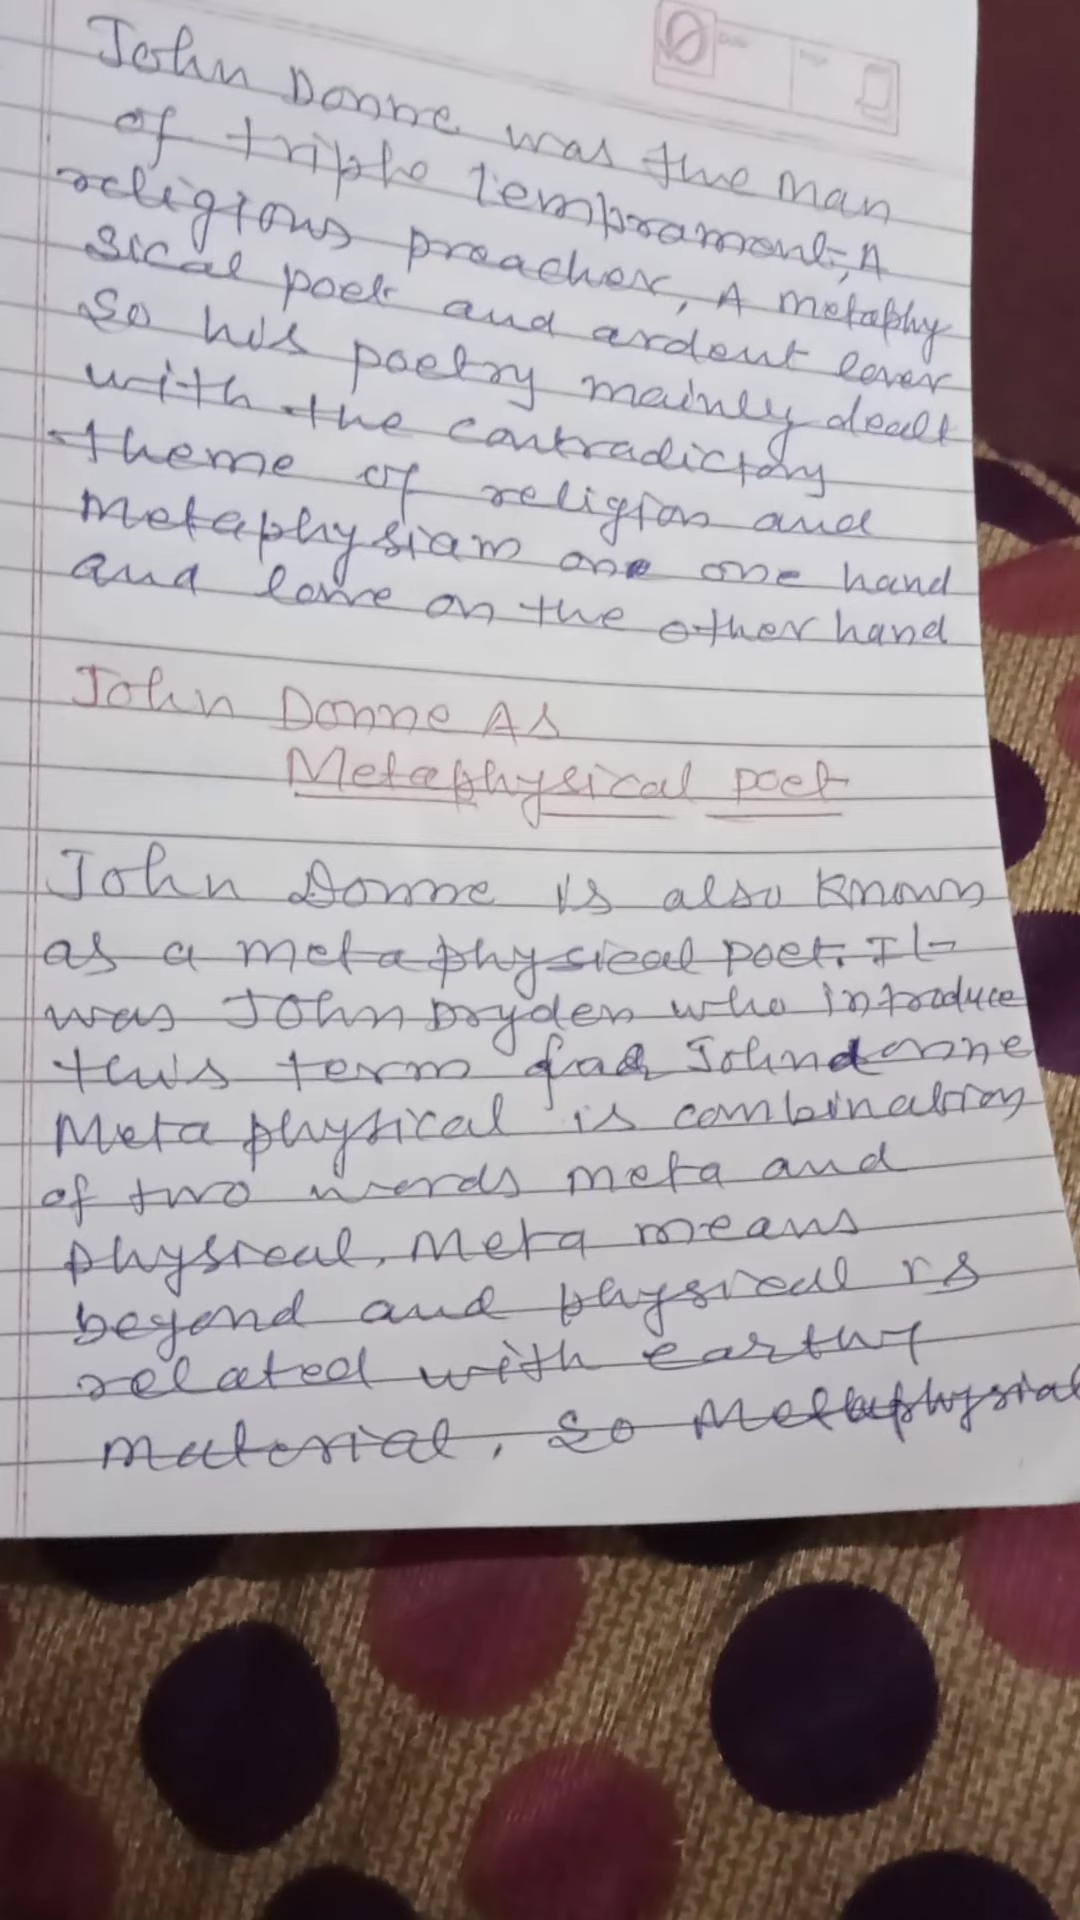 John Donne was the man
of triple temprament; A
religious preacher, A metaphy
sical poet and ardent lover
So his poetry mainly dealt
with the contradictory
theme of religion and
metaphysiam one one hand
and love on the other hand
John Donne As
Metaphysical poet
John Donne is also known
as a metaphysical poet. It
was John Dryden who introduce
this term for John donne
Meta physical is combination
of two words meta and
physical. Meta means
beyond and physical is
related with earthy
material, So Metaphysial